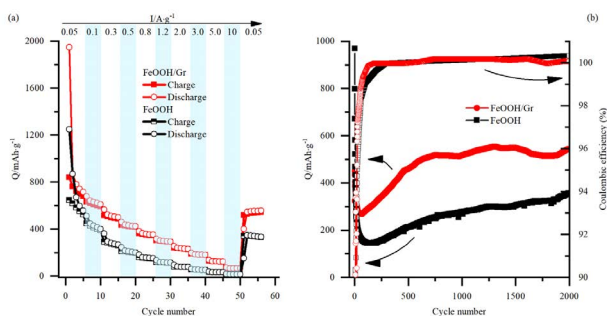 (a)
I/A·g⁻¹
0.05 0.1 0.3 0.5 0.8 1.2 2.0 3.0 5.0 10 0.05
2000
1600
1200
800
400
0
Q/mAh·g⁻¹
FeOOH/Gr
Charge
Discharge
FeOOH
Charge
Discharge
0 10 20 30 40 50 60
Cycle number
(b)
1000
800
600
400
200
0
Q/mAh·g⁻¹
FeOOH/Gr
FeOOH
100
98
96
94
92
90
Coulombic efficiency (%)
0 500 1000 1500 2000
Cycle number